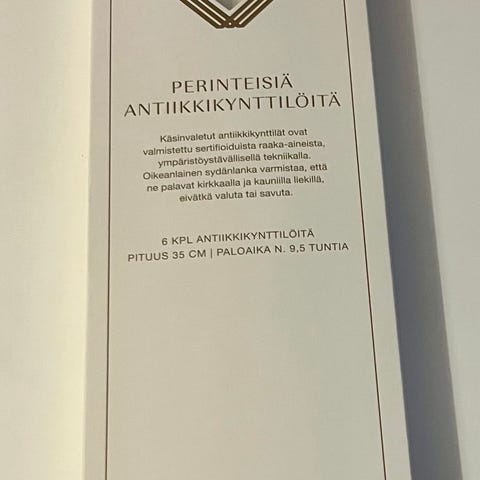 PERINTEISIÄ
ANTIIKKIKYNTTILÖITÄ
Käsinvaletut antiikkikynttilät ovat
valmistettu sertifioiduista raaka-aineista,
ympäristöystävällisellä tekniikalla.
Oikeanlainen sydänlanka varmistaa, että
ne palavat kirkkaalla ja kauniilla liekillä,
eivätkä valuta tai savuta.
6 KPL ANTIIKKIKYNTTILÖITÄ
PITUUS 35 CM | PALOAIKA N. 9,5 TUNTIA